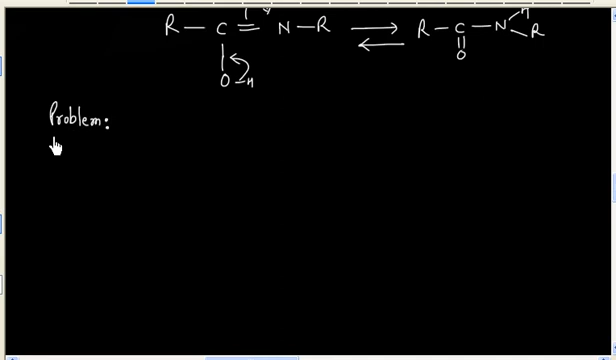 R — C = N — R ⇌ R — C — N H R
O — H O
Problem: